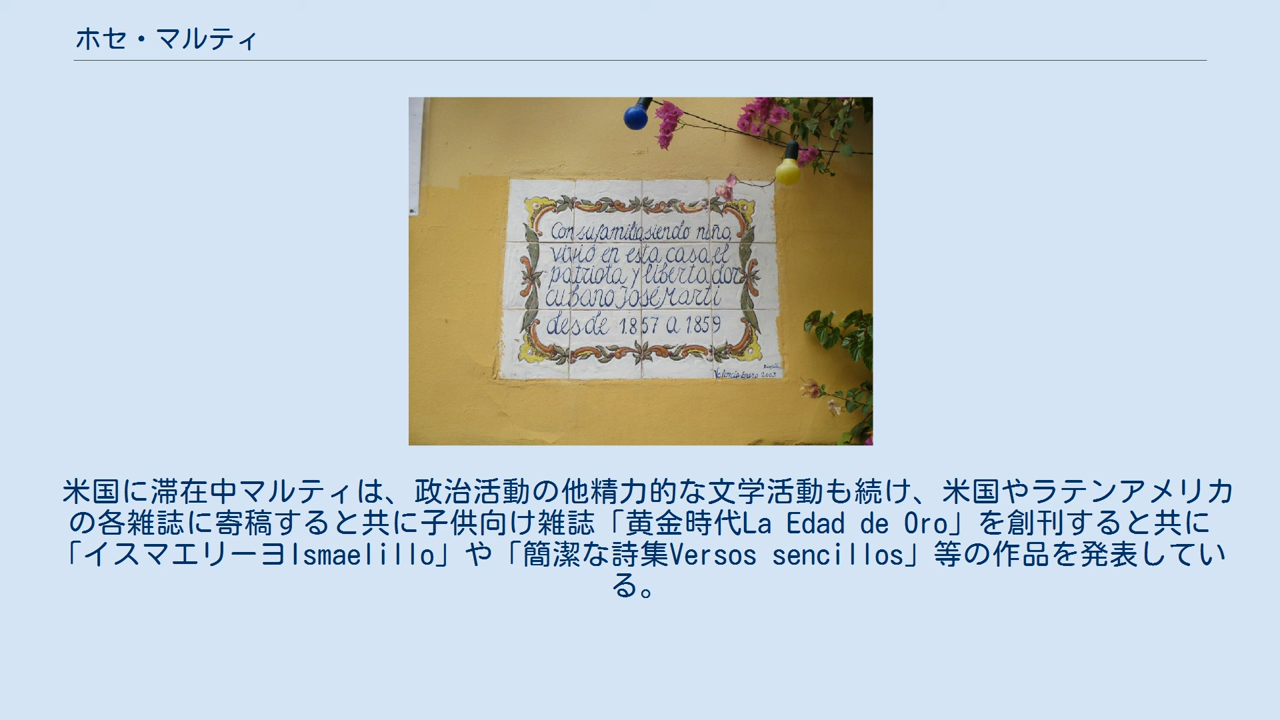 ホセ・マルティ
Con su familia siendo niño,
vivió en esta casa el
patriota y libertador
cubano José Martí
desde 1857 a 1859
Valencia Enero 2003
米国に滞在中マルティは、政治活動の他精力的な文学活動も続け、米国やラテンアメリカ
の各雑誌に寄稿すると共に子供向け雑誌「黄金時代La Edad de Oro」を創刊すると共に
「イスマエリーヨIsmaelillo」や「簡潔な詩集Versos sencillos」等の作品を発表してい
る。